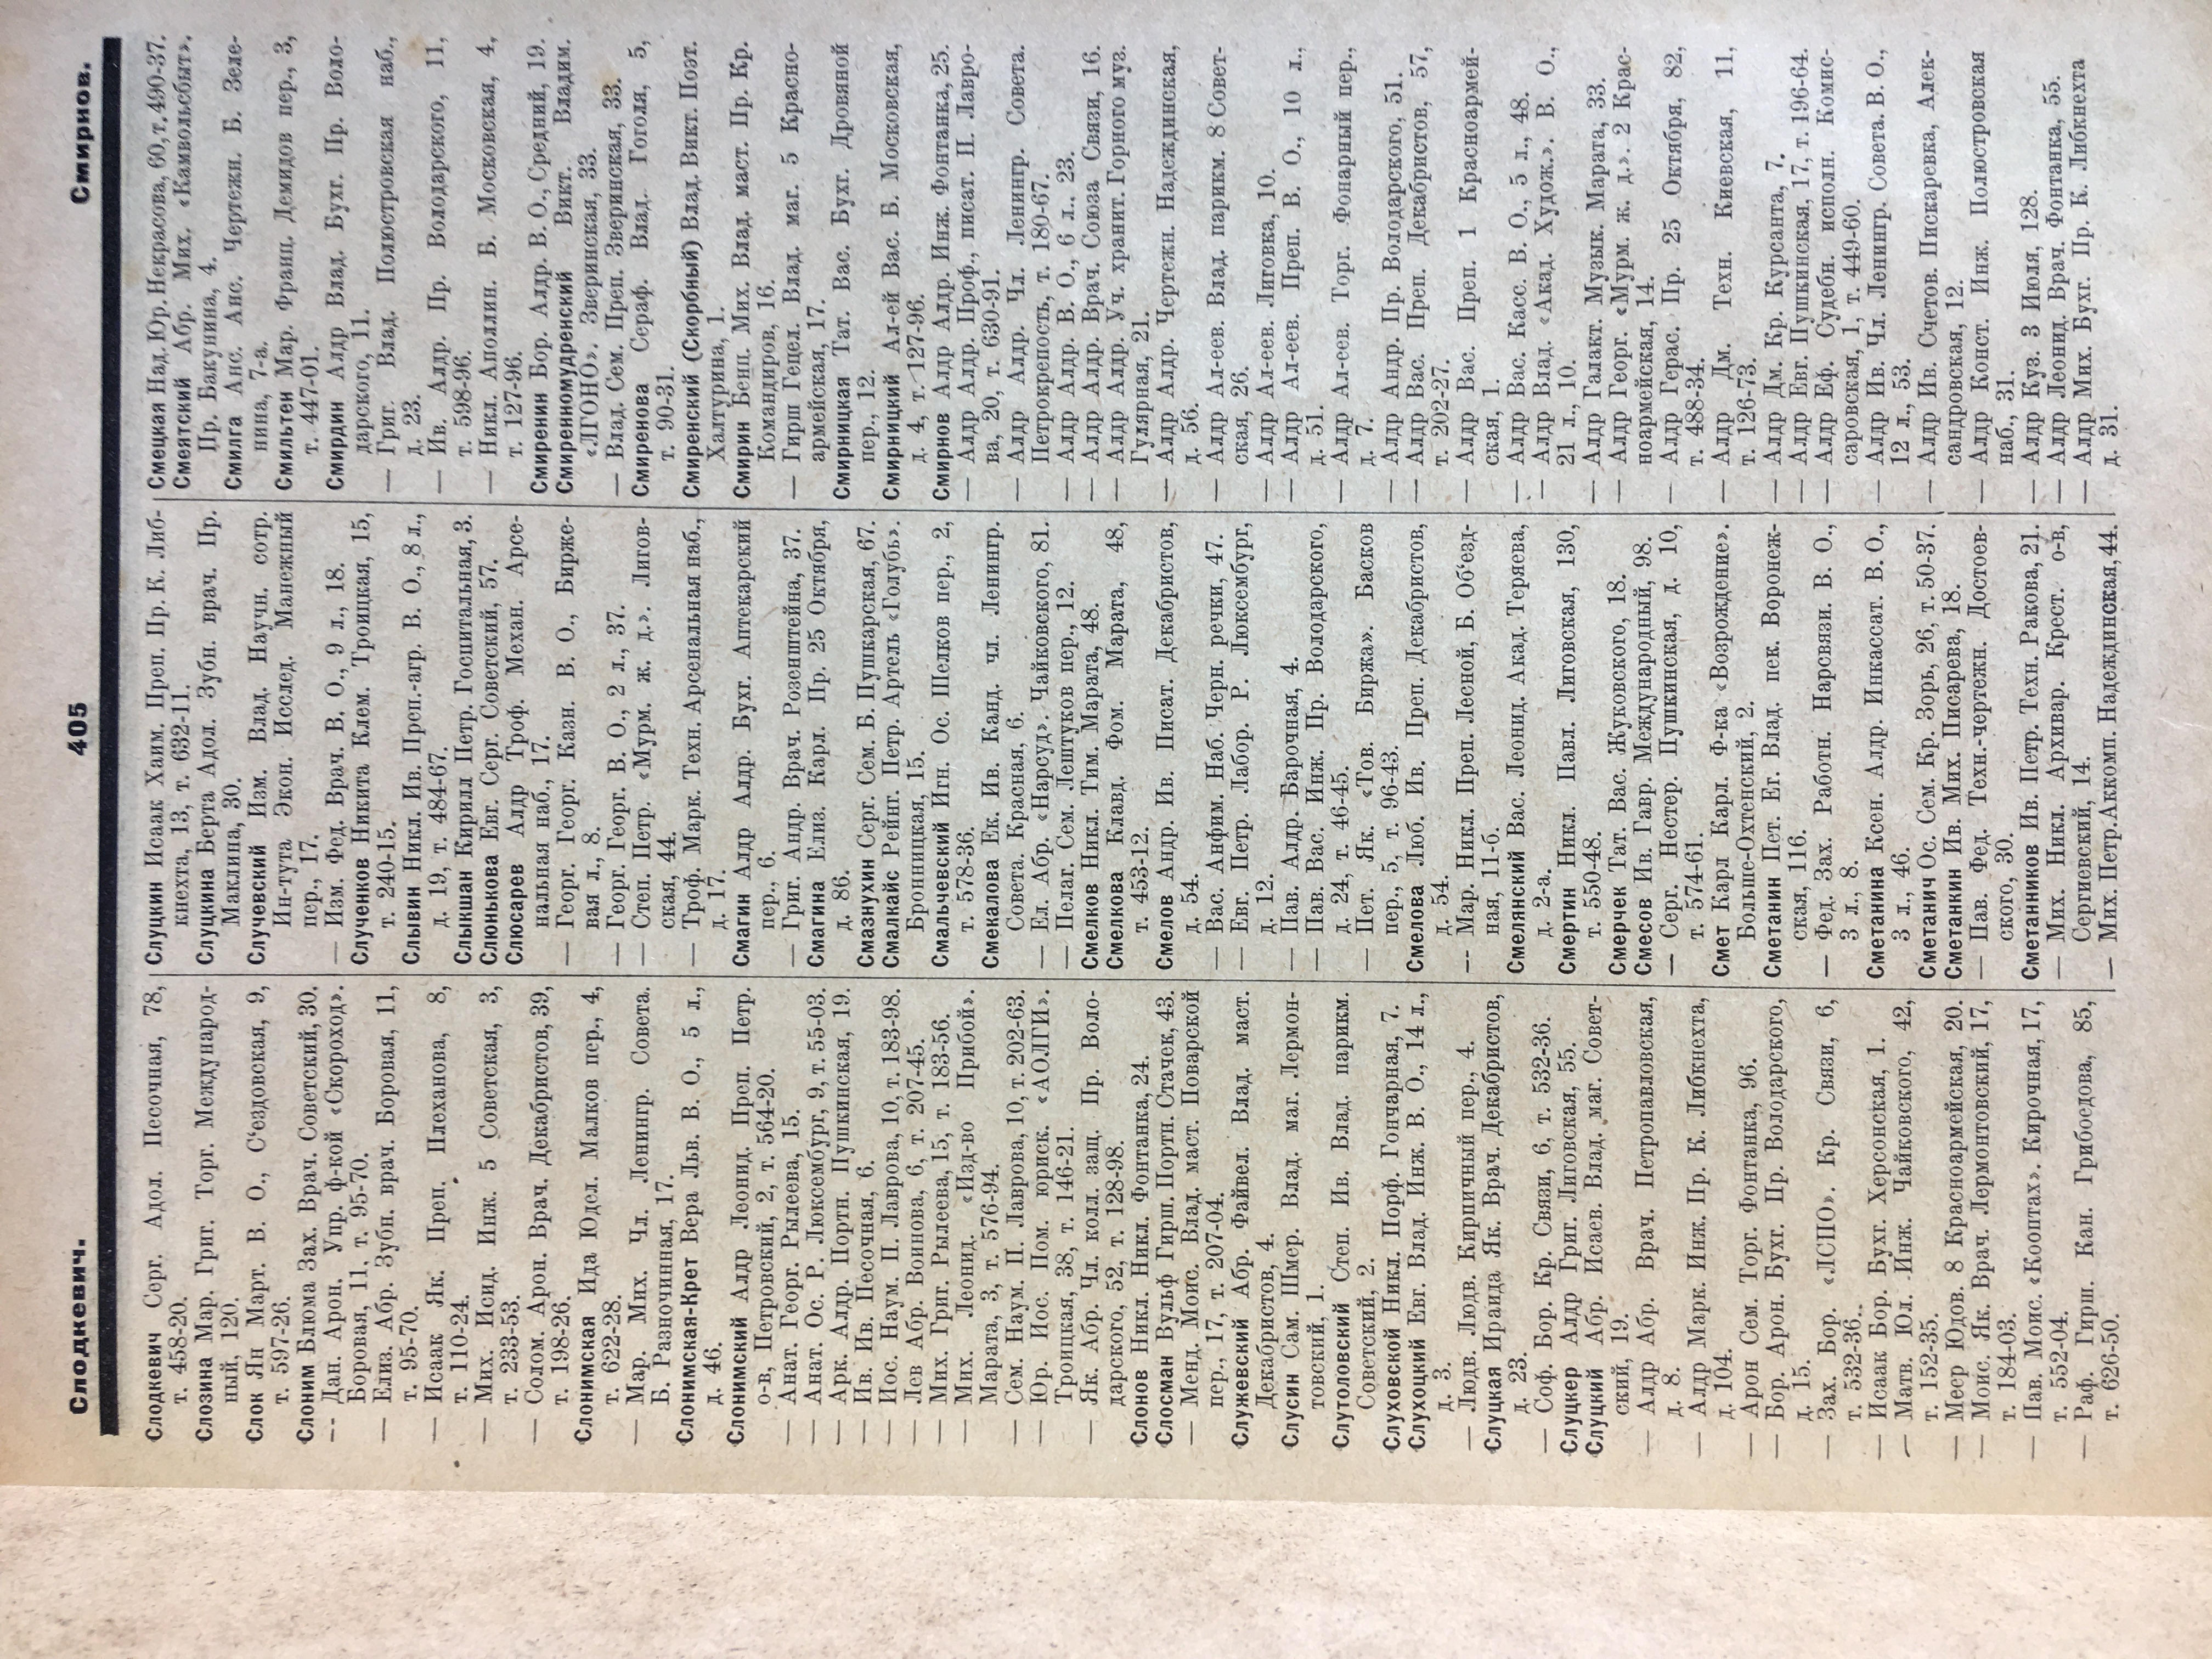 Слодкевич.
405
Смирнов.
Слодкевич Серг. Адол. Песочная, 78,
т. 458-20.
Слозина Мар. Григ. Торг. Международ-
ный, 120.
Слок Ян Март. В. О., С‘ездовская, 9,
т. 597-26.
Слоним Блюма Зах. Врач. Советский, 30.
-- Дан. Арон. Упр. ф-кой «Скороход».
Боровая, 11, т. 95-70.
— Елиз. Абр. Зубн. врач. Боровая, 11,
т. 95-70.
— Исаак Як. Преп. Плеханова, 8,
т. 110-24.
— Мих. Исид. Инж. 5 Советская, 3,
т. 233-53.
— Солом. Арон. Врач. Декабристов, 39,
т. 198-26.
Слонимская Ида Юдел. Малков пер., 4,
т. 622-28.
— Мар. Мих. Чл. Ленингр. Совета.
Б. Разночинная, 17.
Слонимская-Крет Вера Льв. В. О., 5 л.,
д. 46.
Слонимский Алдр Леонид. Преп. Петр.
о-в, Петровский, 2, т. 564-20.
— Анат. Георг. Рылеева, 15.
— Анат. Ос. Р. Люксембург, 9, т. 55-03.
— Арк. Алдр. Портн. Пушкинская, 19.
— Ив. Ив. Песочная, 6.
— Иос. Наум. П. Лаврова, 10, т. 183-98.
— Лев Абр. Воинова, 6, т. 207-45.
— Мих. Григ. Рылеева, 15, т. 183-56.
— Мих. Леонид. «Изд-во Прибой».
Марата, 3, т. 576-94.
— Сем. Наум. П. Лаврова, 10, т. 202-63.
— Юр. Иос. Пом. юриск. «АОЛГИ».
Троицкая, 38, т. 146-21.
— Як. Абр. Чл. колл. защ. Пр. Воло-
дарского, 52, т. 128-98.
Слонов Никл. Никл. Фонтанка, 24.
Слосман Вульф Гирш. Портн. Стачек, 43.
— Менд. Моис. Влад. маст. Поварской
пер., 17, т. 207-04.
Служевский Абр. Файвел. Влад. маст.
Декабристов, 4.
Слусин Сам. Шмер. Влад. маг. Лермон-
товский, 1.
Слутоловский Степ. Ив. Влад. парикм.
Советский, 2.
Слуховской Никл. Порф. Гончарная, 7.
Слухоцкий Евг. Влад. Инж. В. О., 14 л.,
д. 3.
— Людв. Людв. Кирпичный пер., 4.
Слуцкая Ираида Як. Врач. Декабристов,
д. 23.
— Соф. Бор. Кр. Связи, 6, т. 532-36.
Слуцкер Алдр Григ. Лиговская, 55.
Слуцкий Абр. Исаев. Влад. маг. Совет-
ский, 19.
— Алдр Абр. Врач. Петропавловская,
д. 8.
— Алдр Марк. Инж. Пр. К. Либкнехта,
д. 104.
— Арон Сем. Торг. Фонтанка, 96.
— Бор. Арон. Бухг. Пр. Володарского,
д. 15.
— Зах. Бор. «ЛСПО». Кр. Связи, 6,
т. 532-36..
— Исаак Бор. Бухг. Херсонская, 1.
— Матв. Юл. Инж. Чайковского, 42,
т. 152-35.
— Меер Юдов. 8 Красноармейская, 20.
— Моис. Як. Врач. Лермонтовский, 17,
т. 184-03.
— Пав. Моис. «Кооптах». Кирочная, 17,
т. 552-04.
— Раф. Гирш. Кан. Грибоедова, 85,
т. 626-50.
Слуцкин Исаак Хаим. Преп. Пр. К. Либ-
кнехта, 13, т. 632-11.
Слуцкина Берта Адол. Зубн. врач. Пр.
Маклина, 30.
Случевский Изм. Влад. Научн. сотр.
Ин-тута Экон. Исслед. Манежный
пер., 17.
— Изм. Фед. Врач. В. О., 9 л., 18.
Слученков Никита Клем. Троицкая, 15,
т. 240-15.
Слывин Никл. Ив. Преп.-агр. В. О., 8 л.,
д. 19, т. 484-67.
Слыкшан Кирилл Петр. Госпитальная, 3.
Слюнькова Евг. Серг. Советский, 57.
Слюсарев Алдр Троф. Механ. Арсе-
нальная наб., 17.
— Георг. Георг. Казн. В. О., Бирже-
вая л., 8.
— Георг. Георг. В. О., 2 л., 37.
— Степ. Петр. «Мурм. ж. д.». Лигов-
ская, 44.
— Троф. Марк. Техн. Арсенальная наб.,
д. 17.
Смагин Алдр Алдр. Бухг. Аптекарский
пер., 6.
— Григ. Андр. Врач. Розенштейна, 37.
Смагина Елиз. Карл. Пр. 25 Октября,
д. 86.
Смазнухин Серг. Сем. Б. Пушкарская, 67.
Смалкайс Рейнг. Петр. Артель «Голубь».
Бронницкая, 15.
Смальчевский Игн. Ос. Шелков пер., 2,
т. 578-36.
Смекалова Ек. Ив. Канд. чл. Ленингр.
Совета. Красная, 6.
— Ел. Абр. «Нарсуд». Чайковского, 81.
— Пелаг. Сем. Лештуков пер., 12.
Смелков Никл. Тим. Марата, 48.
Смелкова Клавд. Фом. Марата, 48,
т. 453-12.
Смелов Андр. Ив. Писат. Декабристов,
д. 54.
— Вас. Анфим. Наб. Черн. речки, 47.
— Евг. Петр. Лабор. Р. Люксембург,
д. 12.
— Пав. Алдр. Барочная, 4.
— Пав. Вас. Инж. Пр. Володарского,
д. 24, т. 46-45.
— Пет. Як. «Тов. Биржа». Басков
пер., 5, т. 96-43.
Смелова Люб. Ив. Преп. Декабристов,
д. 54.
-- Мар. Никл. Преп. Лесной, Б. Об‘езд-
ная, 11-б.
Смелянский Вас. Леонид. Акад. Теряева,
д. 2-а.
Смертин Никл. Павл. Лиговская, 130,
т. 550-48.
Смерчек Тат. Вас. Жуковского, 18.
Смесов Ив. Гавр. Международный, 98.
— Серг. Нестер. Пушкинская, д. 10,
т. 574-61.
Смет Карл Карл. Ф-ка «Возрождение».
Больше-Охтенский, 2.
Сметанин Пет. Ег. Влад. пек. Воронеж-
ская, 116.
— Фед. Зах. Работн. Нарсвязи. В. О.,
3 л., 8.
Сметанина Ксен. Алдр. Инкассат. В. О.,
3 л., 46.
Сметанич Ос. Сем. Кр. Зорь, 26, т. 50-37.
Сметанкин Ив. Мих. Писарева, 18.
— Пав. Фед. Техн.-чертежн. Достоев-
ского, 30.
Сметанников Ив. Петр. Техн. Ракова, 21.
— Мих. Никл. Архивар. Крест. о-в,
Сергиевский, 14.
— Мих. Петр. Аккомп. Надеждинская, 44.
Смецкая Над. Юр. Некрасова, 60, т. 490-37.
Смеятский Абр. Мих. «Камвольсбыт».
Пр. Бакунина, 4.
Смилга Анс. Анс. Чертежн. Б. Зеле-
нина, 7-а.
Смильтен Мар. Франц. Демидов пер., 3,
т. 447-01.
Смирдин Алдр Влад. Бухг. Пр. Воло-
дарского, 11.
— Григ. Влад. Полюстровская наб.,
д. 23.
— Ив. Алдр. Пр. Володарского, 11,
т. 598-96.
— Никл. Аполлин. Б. Московская, 4,
т. 127-96.
Смиренин Бор. Алдр. В. О., Средний, 19.
Смиренномудренский Викт. Владим.
«ЛГОНО». Зверинская, 33.
— Влад. Сем. Преп. Зверинская, 33.
Смиренова Сераф. Влад. Гоголя, 5,
т. 90-31.
Смиренский (Скорбный) Влад. Викт. Поэт.
Халтурина, 1.
Смирин Бенц. Мих. Влад. маст. Пр. Кр.
Командиров, 16.
— Гирш Гецел. Влад. маг. 5 Красно-
армейская, 17.
Смирницкая Тат. Вас. Бухг. Дровяной
пер., 12.
Смирницкий Ал-ей Вас. Б. Московская,
д. 4, т. 127-96.
Смирнов Алдр Алдр. Инж. Фонтанка, 25.
— Алдр Алдр. Проф., писат. П. Лавро-
ва, 20, т. 630-91.
— Алдр Алдр. Чл. Ленингр. Совета.
Петрокрепость, т. 180-67.
— Алдр Алдр. В. О., 6 л., 23.
— Алдр Алдр. Врач. Союза Связи, 16.
— Алдр Алдр. Уч. хранит. Горного муз.
Гулярная, 21.
— Алдр Алдр. Чертежн. Надеждинская,
д. 56.
— Алдр Ал-еев. Влад. парикм. 8 Совет-
ская, 26.
— Алдр Ал-еев. Лиговка, 10.
— Алдр Ал-еев. Преп. В. О., 10 л.,
д. 51.
— Алдр Ал-еев. Торг. Фонарный пер.,
д. 7.
— Алдр Андр. Пр. Володарского, 51.
— Алдр Вас. Преп. Декабристов, 57,
т. 202-27.
— Алдр Вас. Преп. 1 Красноармей-
ская, 1.
— Алдр Вас. Касс. В. О., 5 л., 48.
— Алдр Влад. «Акад. Худож.». В. О.,
21 л., 10.
— Алдр Галакт. Музык. Марата, 33.
— Алдр Георг. «Мурм. ж. д.». 2 Крас-
ноармейская, 14.
— Алдр Герас. Пр. 25 Октября, 82,
т. 488-34.
— Алдр Дм. Техн. Киевская, 11,
т. 126-73.
— Алдр Дм. Кр. Курсанта, 7.
— Алдр Евг. Пушкинская, 17, т. 196-64.
— Алдр Еф. Судебн. исполн. Комис-
саровская, 1, т. 449-60.
— Алдр Ив. Чл. Ленингр. Совета. В. О.,
12 л., 53.
— Алдр Ив. Счетов. Пискаревка, Алек-
сандровская, 12.
— Алдр Конст. Инж. Полюстровская
наб., 31.
— Алдр Куз. 3 Июля, 128.
— Алдр Леонид. Врач. Фонтанка, 55.
— Алдр Мих. Бухг. Пр. К. Либкнехта
д. 31.